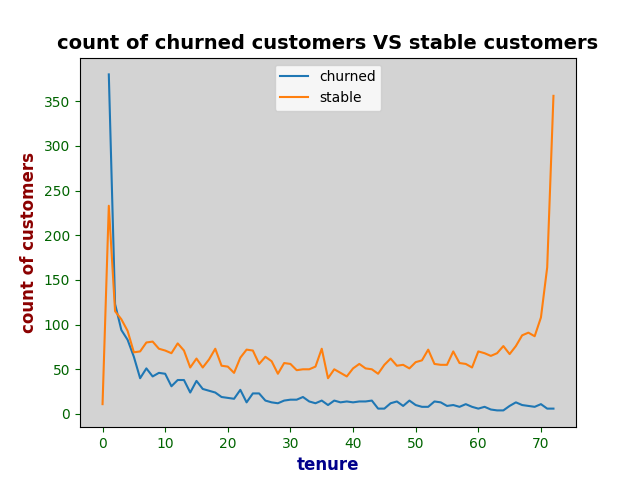 count of churned customers VS stable customers
churned
stable
count of customers
350
300
250
200
150
100
50
0
0 10 20 30 40 50 60 70
tenure